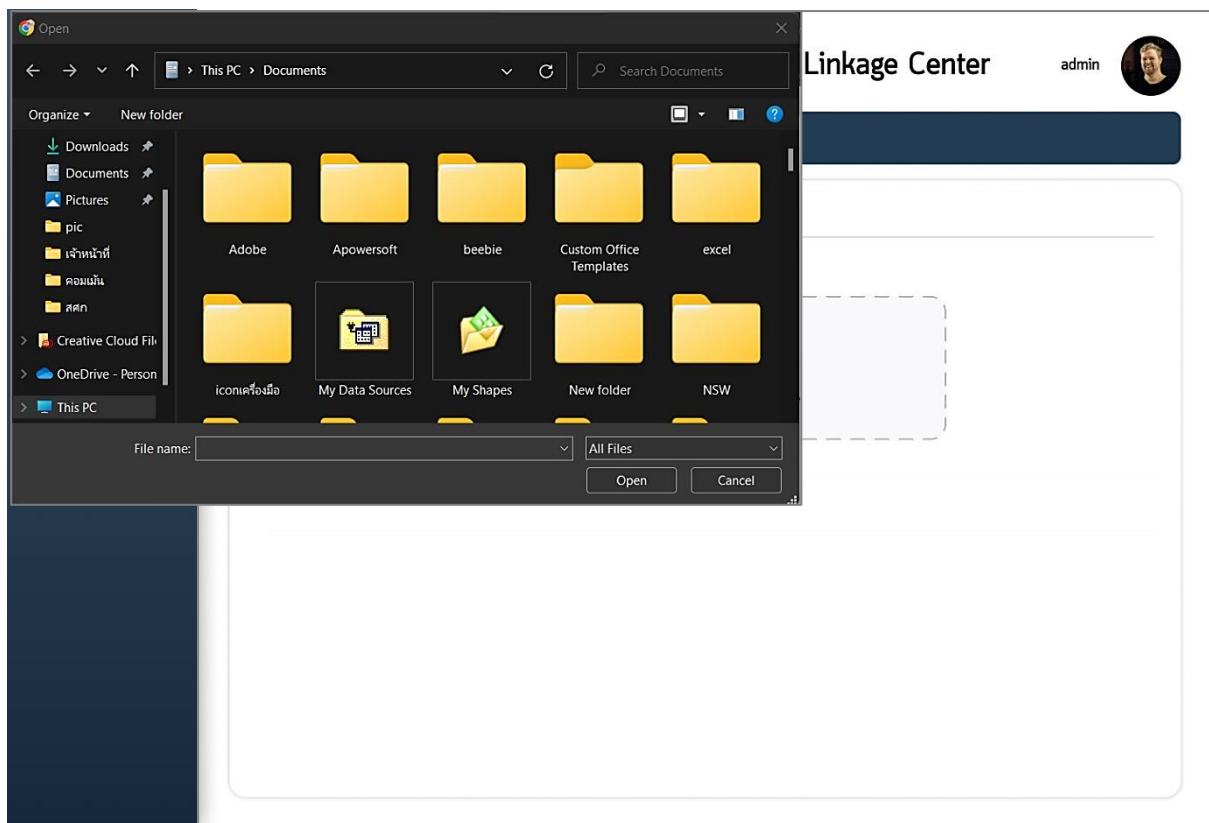 Open
Linkage Center
admin
This PC > Documents
Search Documents
Organize
New folder
Downloads
Documents
Pictures
pic
เจ้าหน้าที่
คอมเม้น
สศก
Creative Cloud File
OneDrive - Person
This PC
Adobe
Apowersoft
beebie
Custom Office
Templates
excel
iconเครื่องมือ
My Data Sources
My Shapes
New folder
NSW
File name:
All Files
Open
Cancel